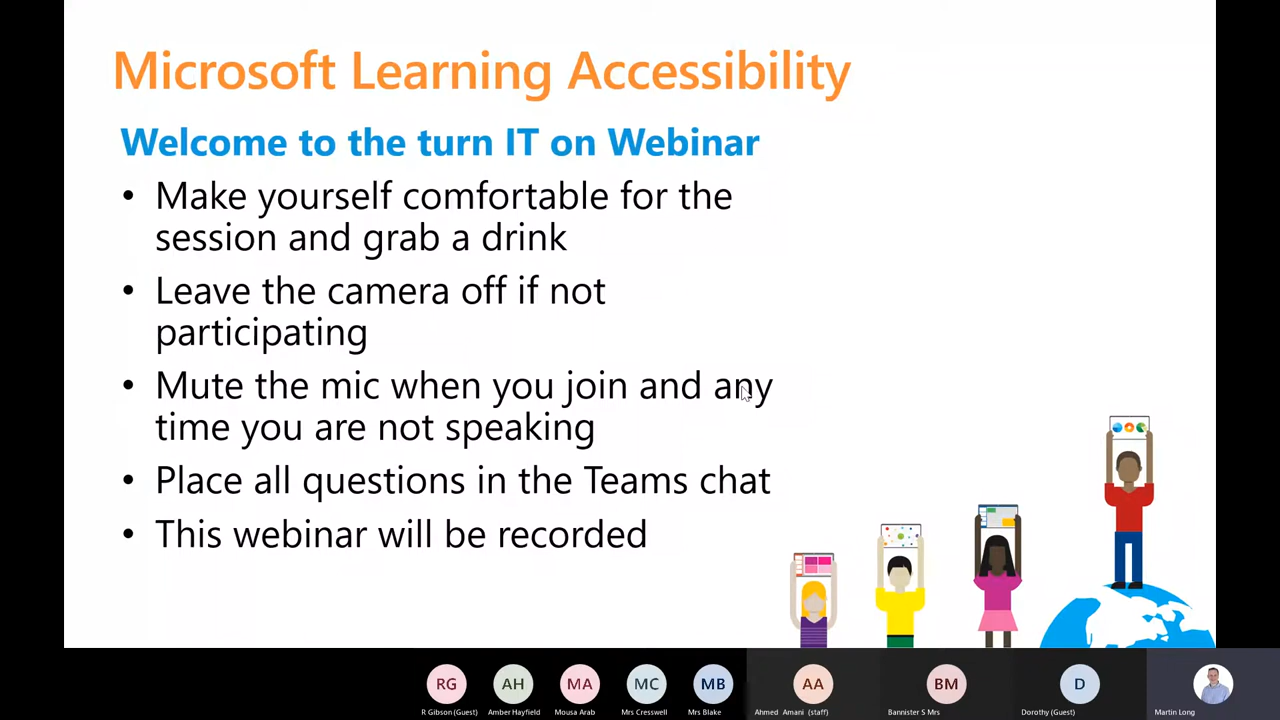 Microsoft Learning Accessibility
Welcome to the turn IT on Webinar
• Make yourself comfortable for the
session and grab a drink
• Leave the camera off if not
participating
• Mute the mic when you join and any
time you are not speaking
• Place all questions in the Teams chat
• This webinar will be recorded
RG AH MA MC MB AA BM D
R Gibson (Guest) Amber Hayfield Mousa Arab Mrs Cresswell Mrs Blake Ahmed Amani (staff) Bannister S Mrs Dorothy (Guest) Martin Long